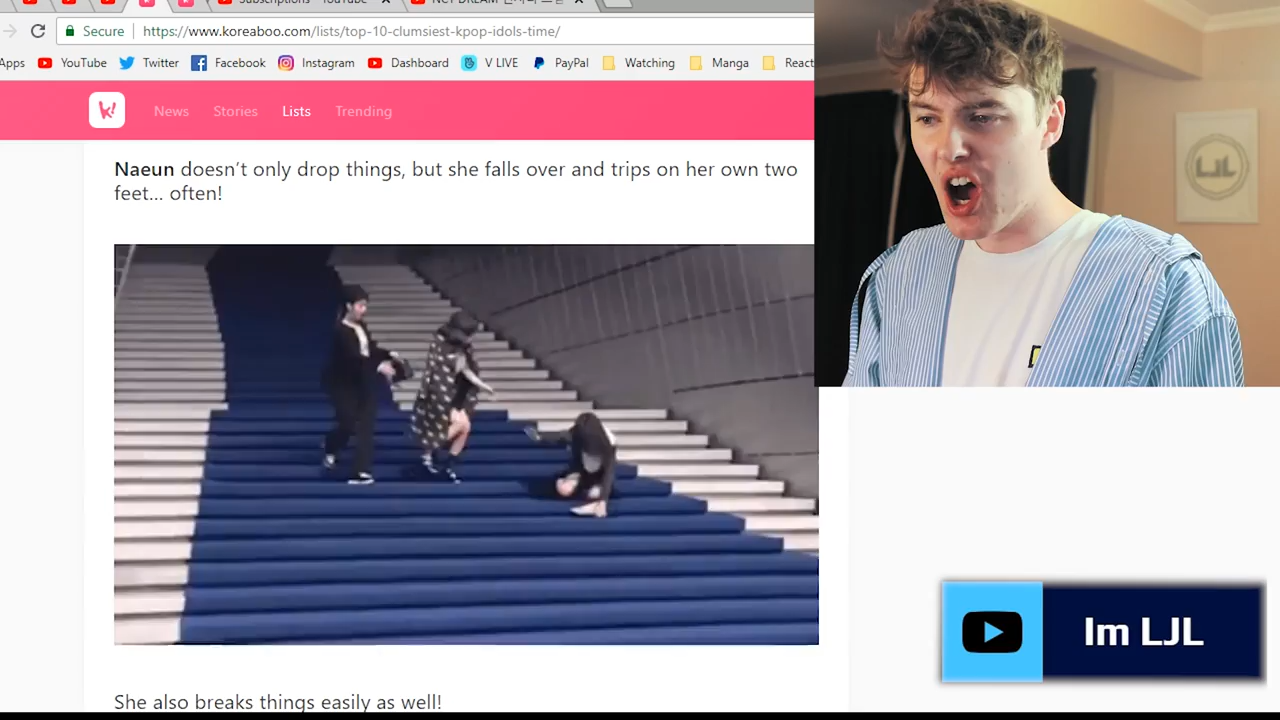 Subscriptions - YouTube
Secure https://www.koreaboo.com/lists/top-10-clumsiest-kpop-idols-time/
Apps YouTube Twitter Facebook Instagram Dashboard V LIVE PayPal Watching Manga React
k! News Stories Lists Trending
LJL
Naeun doesn’t only drop things, but she falls over and trips on her own two
feet... often!
Im LJL
She also breaks things easily as well!